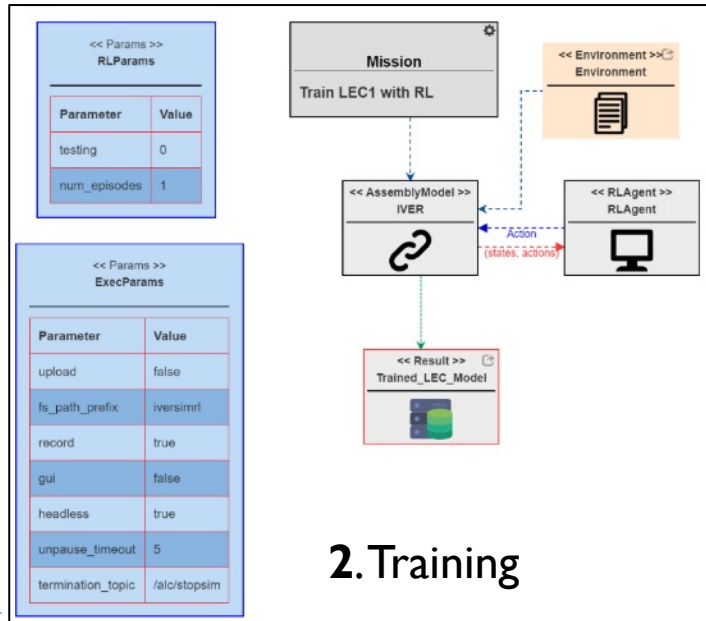 << Params >>
RLParams
Parameter Value
testing 0
num_episodes 1
<< Params >>
ExecParams
Parameter Value
upload false
fs_path_prefix iversimrl
record true
gui false
headless true
unpause_timeout 5
termination_topic /alc/stopsim
Mission
Train LEC1 with RL
<< Environment >>
Environment
<< AssemblyModel >>
IVER
<< RLAgent >>
RLAgent
Action
(states, actions)
<< Result >>
Trained_LEC_Model
2. Training